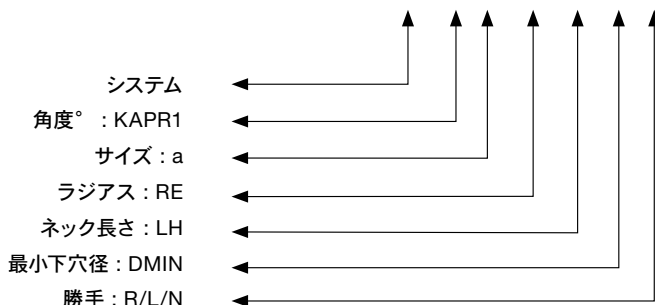 システム
角度° : KAPR1
サイズ : a
ラジアス : RE
ネック長さ : LH
最小下穴径 : DMIN
勝手 : R/L/N